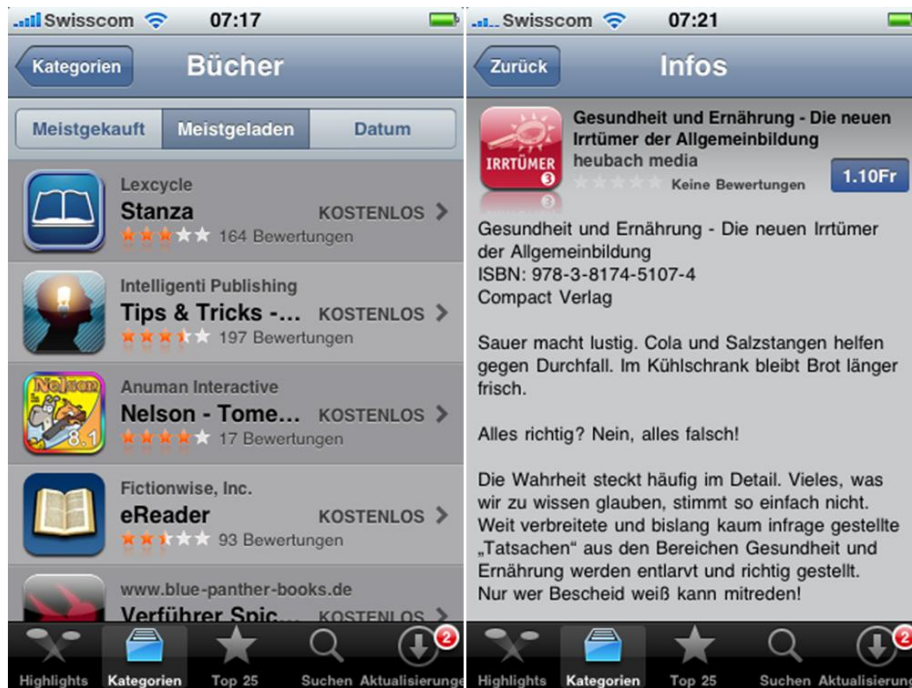 Swisscom 07:17
Kategorien Bücher
Meistgekauft Meistgeladen Datum
Lexcycle
Stanza KOSTENLOS
164 Bewertungen
Intelligenti Publishing
Tips & Tricks -... KOSTENLOS
197 Bewertungen
Nelson
8.1
Anuman Interactive
Nelson - Tome... KOSTENLOS
17 Bewertungen
Fictionwise, Inc.
eReader KOSTENLOS
93 Bewertungen
www.blue-panther-books.de
Verführer Spic... KOSTENLOS
2
Highlights Kategorien Top 25 Suchen Aktualisierunge
Swisscom 07:21
Zurück Infos
IRRTÜMER
3
Gesundheit und Ernährung - Die neuen
Irrtümer der Allgemeinbildung
heubach media
Keine Bewertungen 1.10Fr
Gesundheit und Ernährung - Die neuen Irrtümer
der Allgemeinbildung
ISBN: 978-3-8174-5107-4
Compact Verlag
Sauer macht lustig. Cola und Salzstangen helfen
gegen Durchfall. Im Kühlschrank bleibt Brot länger
frisch.
Alles richtig? Nein, alles falsch!
Die Wahrheit steckt häufig im Detail. Vieles, was
wir zu wissen glauben, stimmt so einfach nicht.
Weit verbreitete und bislang kaum infrage gestellte
„Tatsachen“ aus den Bereichen Gesundheit und
Ernährung werden entlarvt und richtig gestellt.
Nur wer Bescheid weiß kann mitreden!
2
Highlights Kategorien Top 25 Suchen Aktualisierung